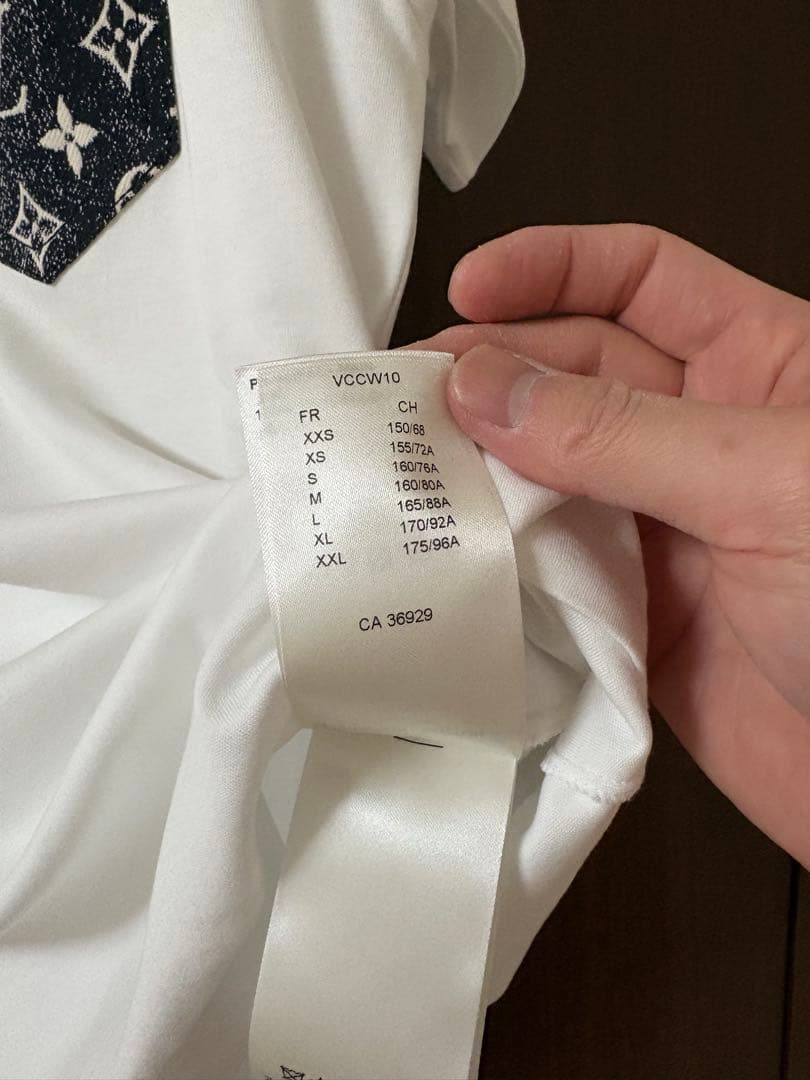 P VCCW10
1
FR CH
XXS 150/68
XS 155/72A
S 160/76A
M 160/80A
L 165/88A
XL 170/92A
XXL 175/96A
CA 36929